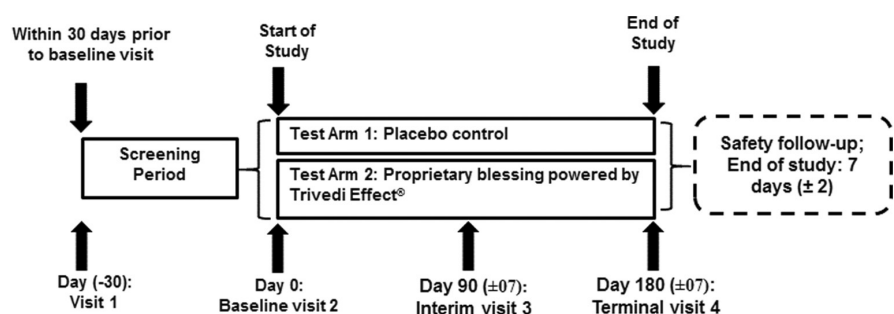 Within 30 days prior
to baseline visit
Start of
Study
End of
Study
Screening
Period
Test Arm 1: Placebo control
Test Arm 2: Proprietary blessing powered by
Trivedi Effect®
Safety follow-up;
End of study: 7
days (± 2)
Day (-30):
Visit 1
Day 0:
Baseline visit 2
Day 90 (±07):
Interim visit 3
Day 180 (±07):
Terminal visit 4